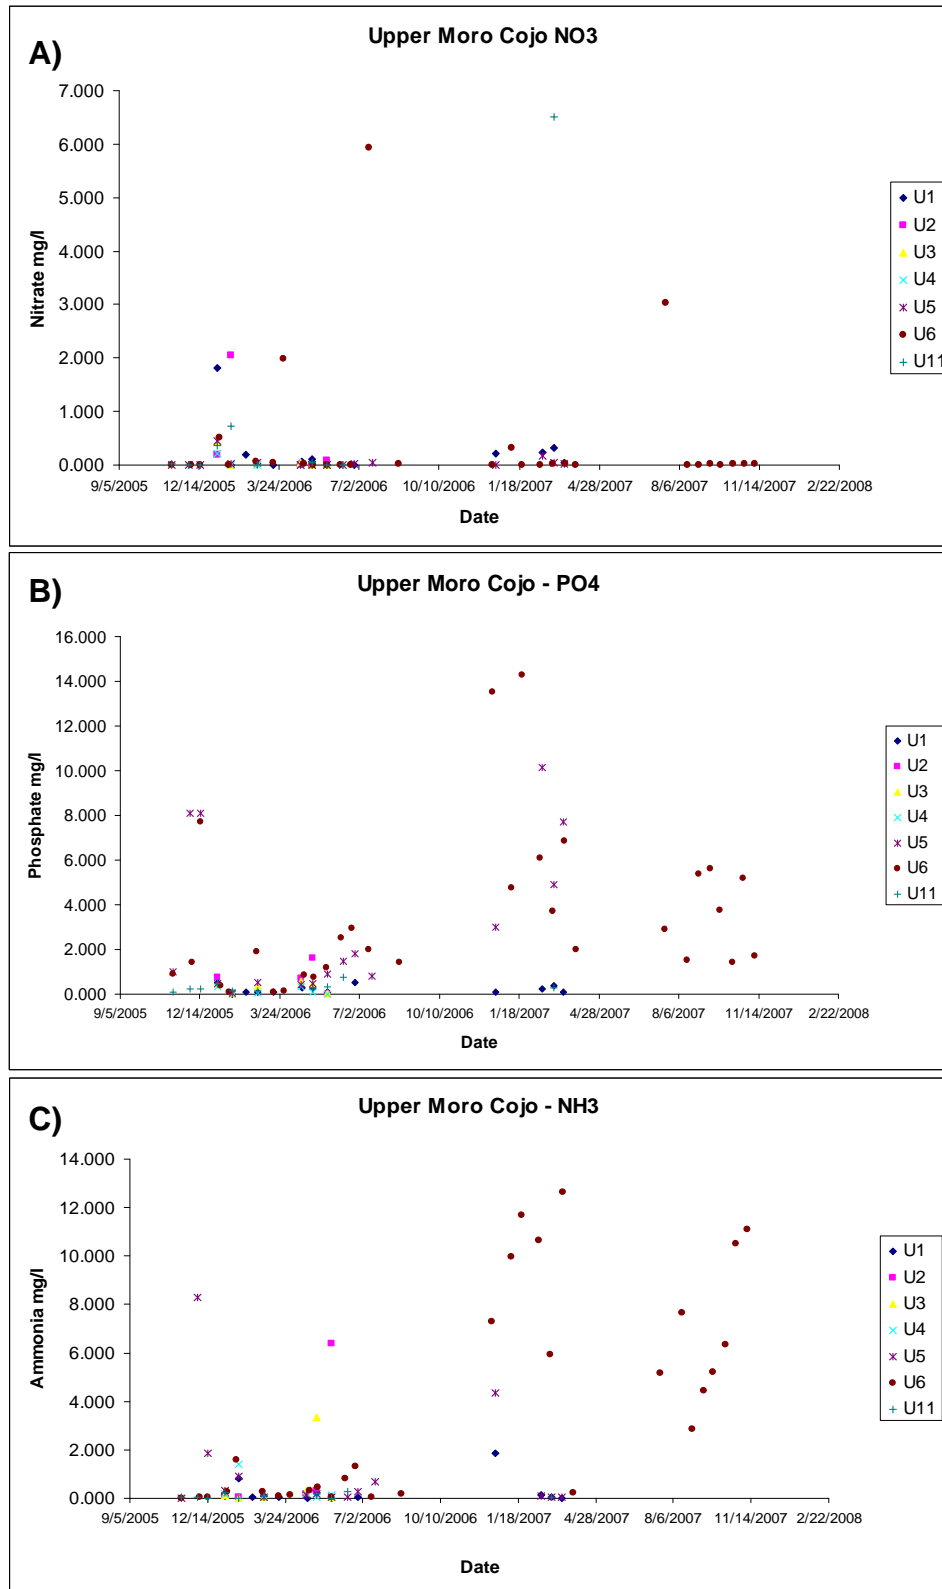 A)
Upper Moro Cojo NO3
7.000
6.000
5.000
4.000
3.000
2.000
1.000
0.000
Nitrate mg/l
9/5/2005 12/14/2005 3/24/2006 7/2/2006 10/10/2006 1/18/2007 4/28/2007 8/6/2007 11/14/2007 2/22/2008
Date
U1
U2
U3
U4
U5
U6
U11
B)
Upper Moro Cojo - PO4
16.000
14.000
12.000
10.000
8.000
6.000
4.000
2.000
0.000
Phosphate mg/l
9/5/2005 12/14/2005 3/24/2006 7/2/2006 10/10/2006 1/18/2007 4/28/2007 8/6/2007 11/14/2007 2/22/2008
Date
U1
U2
U3
U4
U5
U6
U11
C)
Upper Moro Cojo - NH3
14.000
12.000
10.000
8.000
6.000
4.000
2.000
0.000
Ammonia mg/l
9/5/2005 12/14/2005 3/24/2006 7/2/2006 10/10/2006 1/18/2007 4/28/2007 8/6/2007 11/14/2007 2/22/2008
Date
U1
U2
U3
U4
U5
U6
U11